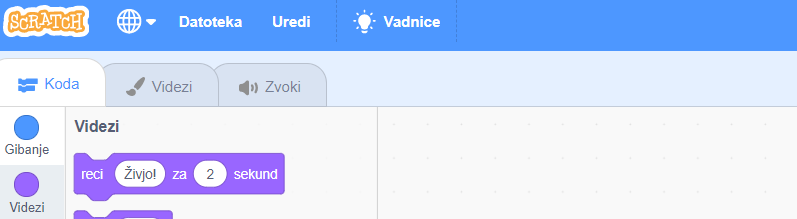 SCRATCH Datoteka Uredi Vadnice
Koda Videzi Zvoki
Gibanje
Videzi
Videzi
reci Živjo! za 2 sekund